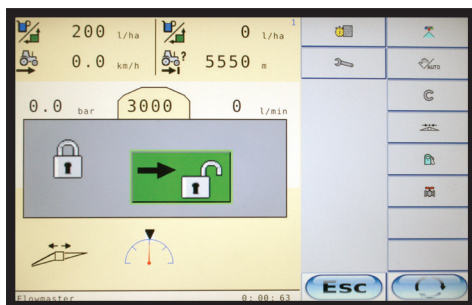 200 l/ha 0 l/ha 1
0.0 km/h ? 5550 m
AUTO
0.0 bar 3000 0 l/min
C
Flowmaster 0:00:63
ESC